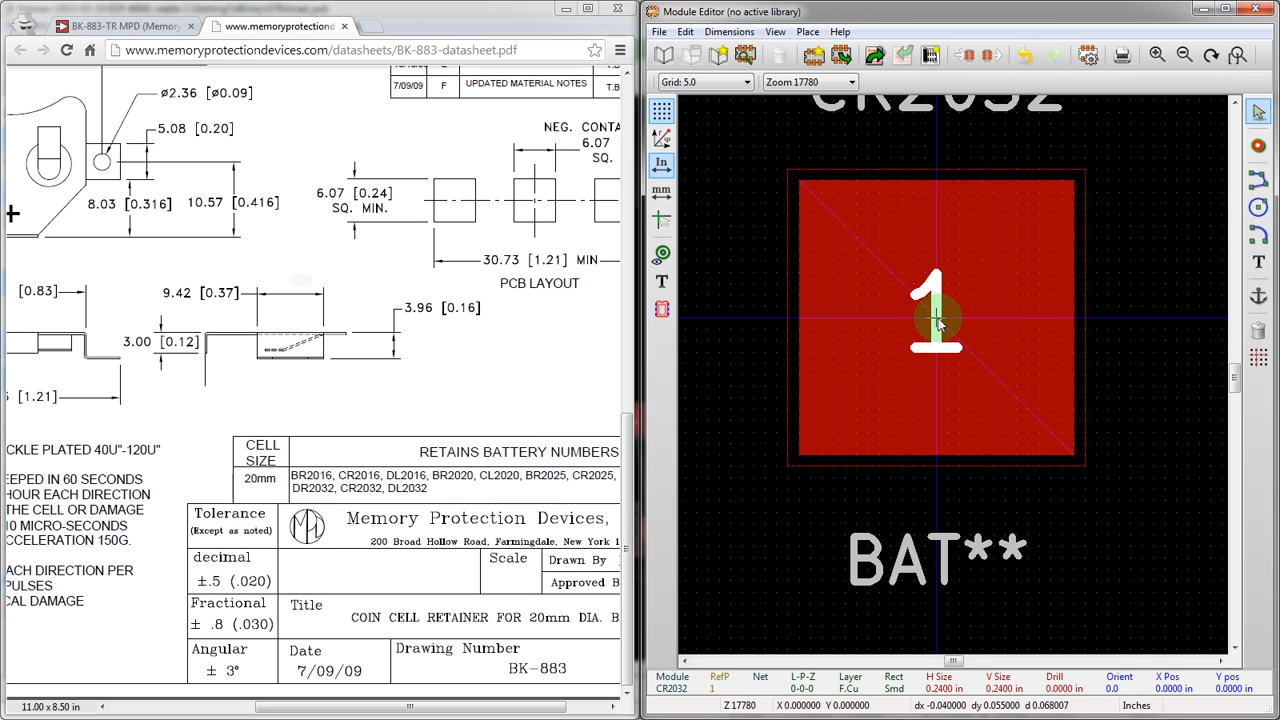 BK-883-TR MPD (Memory
www.memoryprotectiond
www.memoryprotectiondevices.com/datasheets/BK-883-datasheet.pdf
ø2.36 [ø0.09]
5.08 [0.20]
8.03 [0.316]
10.57 [0.416]
+
7/09/09 F UPDATED MATERIAL NOTES T.B
NEG. CONTA
6.07
SQ.
6.07 [0.24]
SQ. MIN.
30.73 [1.21] MIN
PCB LAYOUT
[0.83]
9.42 [0.37]
3.96 [0.16]
3.00 [0.12]
[1.21]
CKLE PLATED 40U"-120U"
EEPED IN 60 SECONDS
HOUR EACH DIRECTION
THE CELL OR DAMAGE
10 MICRO-SECONDS
CCELERATION 150G.
ACH DIRECTION PER
PULSES
CAL DAMAGE
CELL
SIZE
RETAINS BATTERY NUMBERS
20mm
BR2016, CR2016, DL2016, BR2020, CL2020, BR2025, CR2025,
DR2032, CR2032, DL2032
Tolerance
(Except as noted)
Memory Protection Devices,
200 Broad Hollow Road, Farmingdale, New York 1
decimal
±.5 (.020)
Scale
Drawn By
Approved B
Fractional
± .8 (.030)
Title
COIN CELL RETAINER FOR 20mm DIA. B
Angular
± 3°
Date
7/09/09
Drawing Number
BK-883
11.00 x 8.50 in
Module Editor (no active library)
File Edit Dimensions View Place Help
Grid: 5.0
Zoom 17780
In
mm
T
T
CR2032
1
BAT**
Module RefP Net L-P-Z Layer Rect H Size V Size Drill Orient X Pos Y pos
CR2032 1 0-0-0 F.Cu Smd 0.2400 in 0.2400 in 0.0000 in 0.0 0.0000 in 0.0000 in
Z 17780 X 0.000000 Y 0.000000 dx -0.040000 dy 0.055000 d 0.068007 Inches